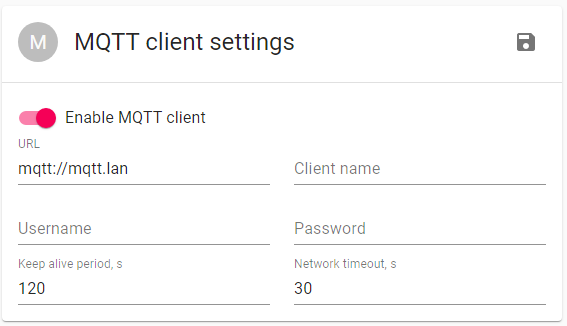 M MQTT client settings
Enable MQTT client
URL
mqtt://mqtt.lan Client name
Username Password
Keep alive period, s Network timeout, s
120 30